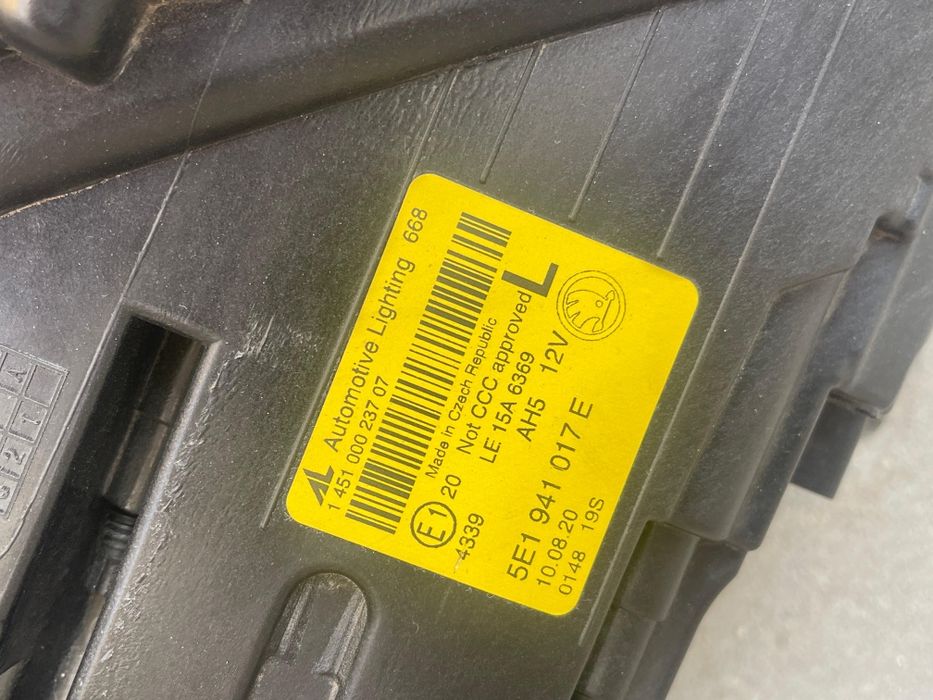 Automotive Lighting 668
1 451 000 237 07
Made in Czech Republic
E1 20 Not CCC approved L
4339 LE 15A 6369
AH5 12V
5E1 941 017 E
10.08.20
0148 19S